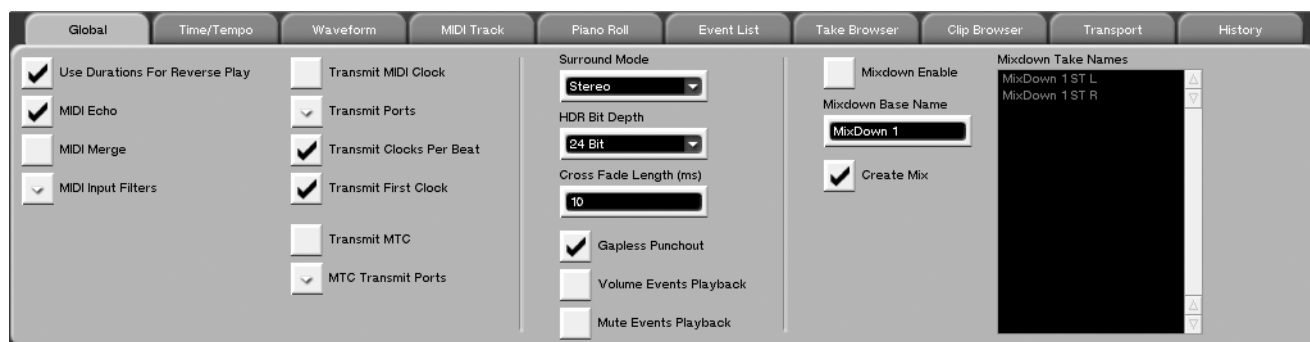 Global
Time/Tempo
Waveform
MIDI Track
Piano Roll
Event List
Take Browser
Clip Browser
Transport
History
Use Durations For Reverse Play
MIDI Echo
MIDI Merge
MIDI Input Filters
Transmit MIDI Clock
Transmit Ports
Transmit Clocks Per Beat
Transmit First Clock
Transmit MTC
MTC Transmit Ports
Surround Mode
Stereo
HDR Bit Depth
24 Bit
Cross Fade Length (ms)
10
Gapless Punchout
Volume Events Playback
Mute Events Playback
Mixdown Enable
Mixdown Base Name
MixDown 1
Create Mix
Mixdown Take Names
MixDown 1 ST L
MixDown 1 ST R